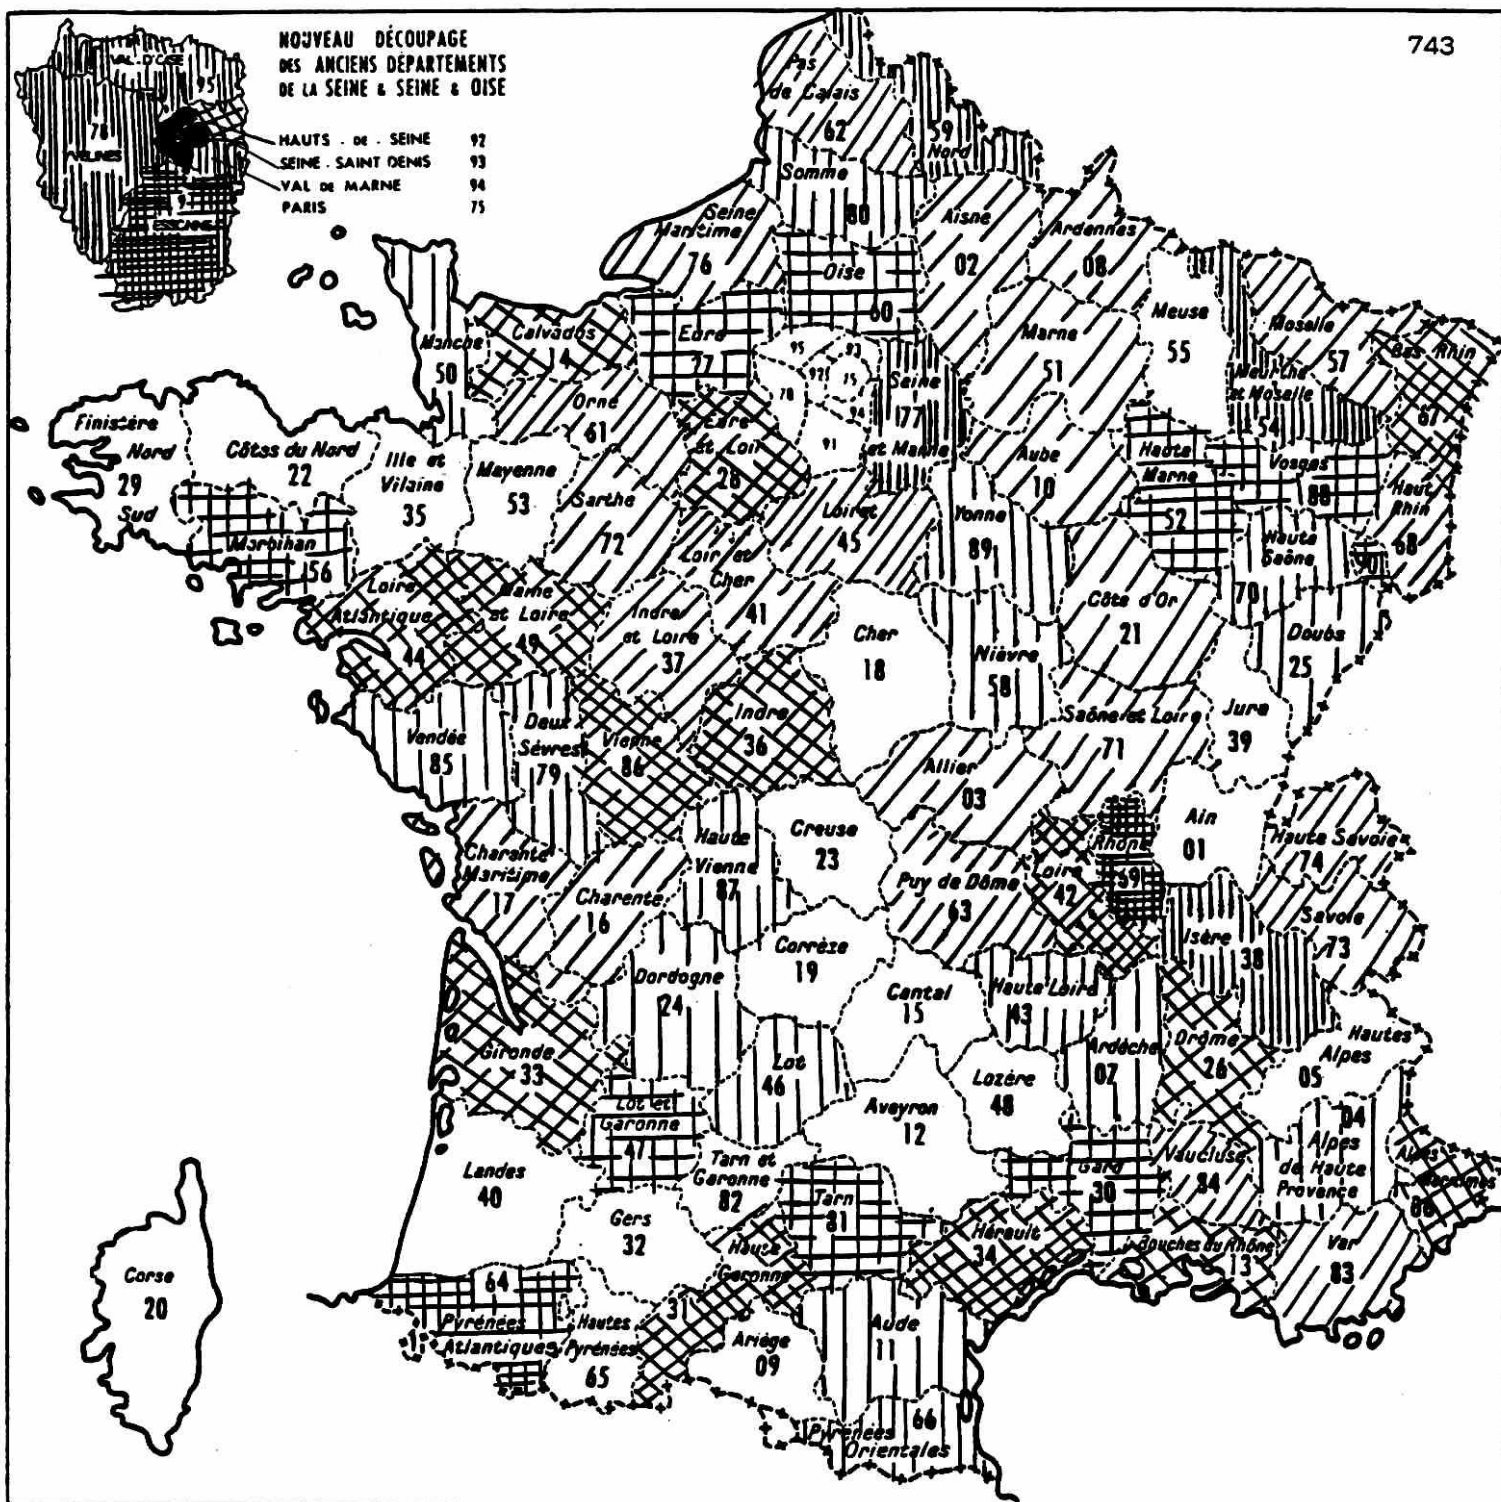 743
NOUVEAU DÉCOUPAGE
DES ANCIENS DÉPARTEMENTS
DE LA SEINE & SEINE & OISE
HAUTS - DE - SEINE 92
SEINE - SAINT DENIS 93
VAL DE MARNE 94
PARIS 75
VAL D'OISE
95
78
YVELINES
9
ESSONNE
Pas
de Calais
62
59
Nord
Somme
80
Seine
Maritime
76
Oise
60
Aisne
02
Ardennes
08
Meuse
55
Marne
51
Moselle
57
Bas Rhin
67
Meurthe
et Moselle
54
Manche
50
Calvados
14
Eure
27
95
93
92
75
78
94
91
Seine
77
et Marne
Orne
61
Eure
et Loir
28
Aube
10
Haute
Marne
52
Vosges
88
Haut
Rhin
68
Finistère
Nord
29
Sud
Côtes du Nord
22
Ille et
Vilaine
35
Mayenne
53
Sarthe
72
Loiret
45
Yonne
89
Haute
Saône
70
90
Morbihan
56
Loire
Atlantique
44
Maine
et Loire
49
Loir et
Cher
41
Indre
et Loire
37
Cher
18
Nièvre
58
Côte d'Or
21
Doubs
25
Jura
39
Vendée
85
Deux
Sèvres
79
Vienne
86
Indre
36
Allier
03
Saône et Loire
71
Ain
01
Haute Savoie
74
Charente
Maritime
17
Charente
16
Haute
Vienne
87
Creuse
23
Puy de Dôme
63
Loire
42
Rhône
69
Savoie
73
Isère
38
Dordogne
24
Corrèze
19
Cantal
15
Haute Loire
43
Ardèche
07
Drôme
26
Hautes
Alpes
05
Gironde
33
Lot et
Garonne
47
Lot
46
Aveyron
12
Lozère
48
Gard
30
Vaucluse
84
04
Alpes
de Haute
Provence
Alpes
Maritimes
06
Landes
40
Gers
32
Tarn et
Garonne
82
Tarn
81
Hérault
34
Bouches du Rhône
13
Var
83
Corse
20
64
Pyrénées
Atlantiques
Hautes
Pyrénées
65
Haute
Garonne
31
Ariège
09
Aude
11
66
Pyrénées
Orientales